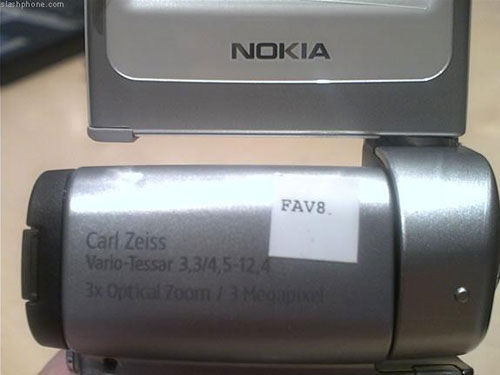 slashphone.com
NOKIA
FAV8.
Carl Zeiss
Vario-Tessar 3,3/4,5-12,4
3x Optical Zoom / 3 Megapixel